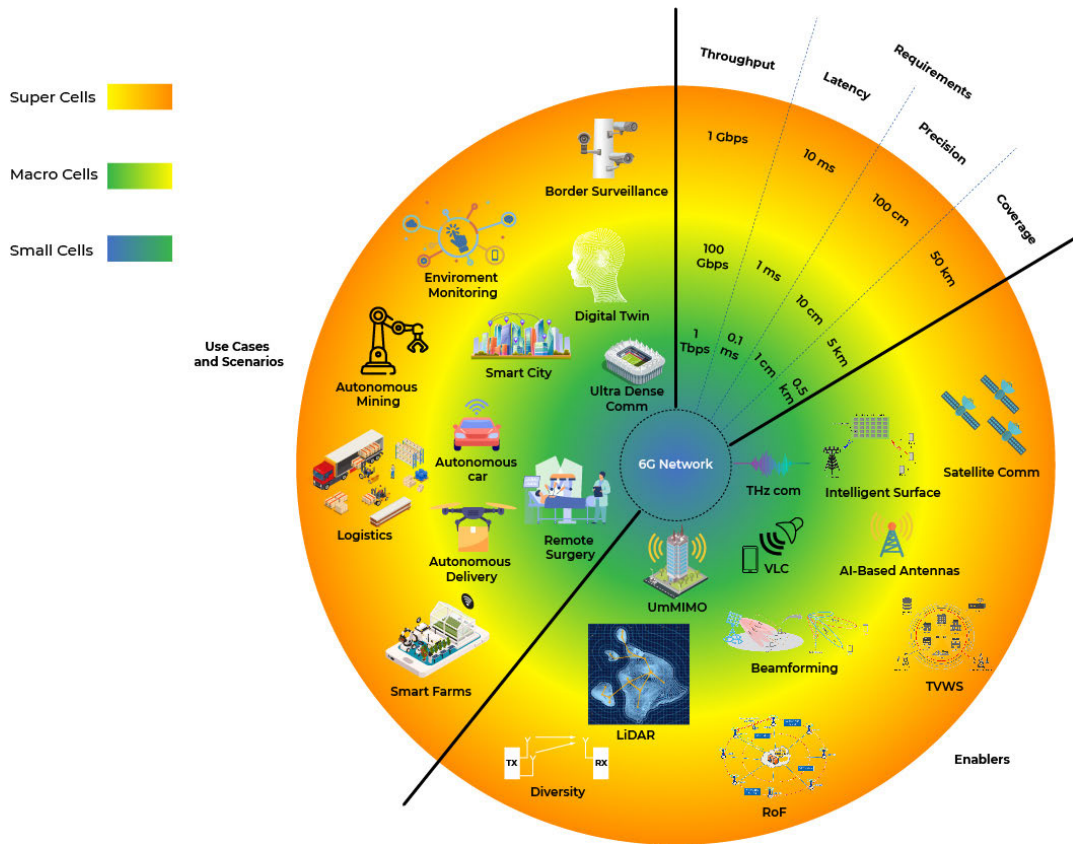 Super Cells
Macro Cells
Small Cells
Use Cases
and Scenarios
Throughput
Latency
Requirements
Precision
Coverage
1 Gbps
10 ms
100 cm
50 km
100
Gbps
1 ms
10 cm
5 km
1
Tbps
0.1
ms
1 cm
0.5
km
Border Surveillance
Enviroment
Monitoring
Digital Twin
Autonomous
Mining
Smart City
Ultra Dense
Comm
Autonomous
car
Logistics
Autonomous
Delivery
Remote
Surgery
Smart Farms
6G Network
THz com
Intelligent Surface
Satellite Comm
VLC
AI-Based Antennas
UmMIMO
Beamforming
TVWS
LiDAR
TX
RX
Diversity
RoF
Enablers